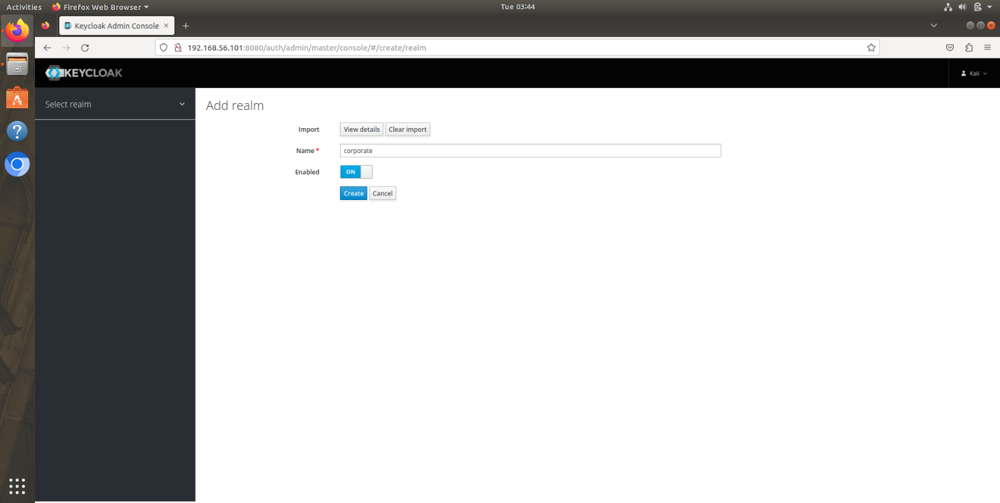 Activities
Firefox Web Browser
Tue 03:44
Keycloak Admin Console
192.168.56.101:8080/auth/admin/master/console/#/create/realm
KEYCLOAK
Kali
Select realm
Add realm
Import
View details
Clear import
Name *
corporate
Enabled
ON
Create
Cancel